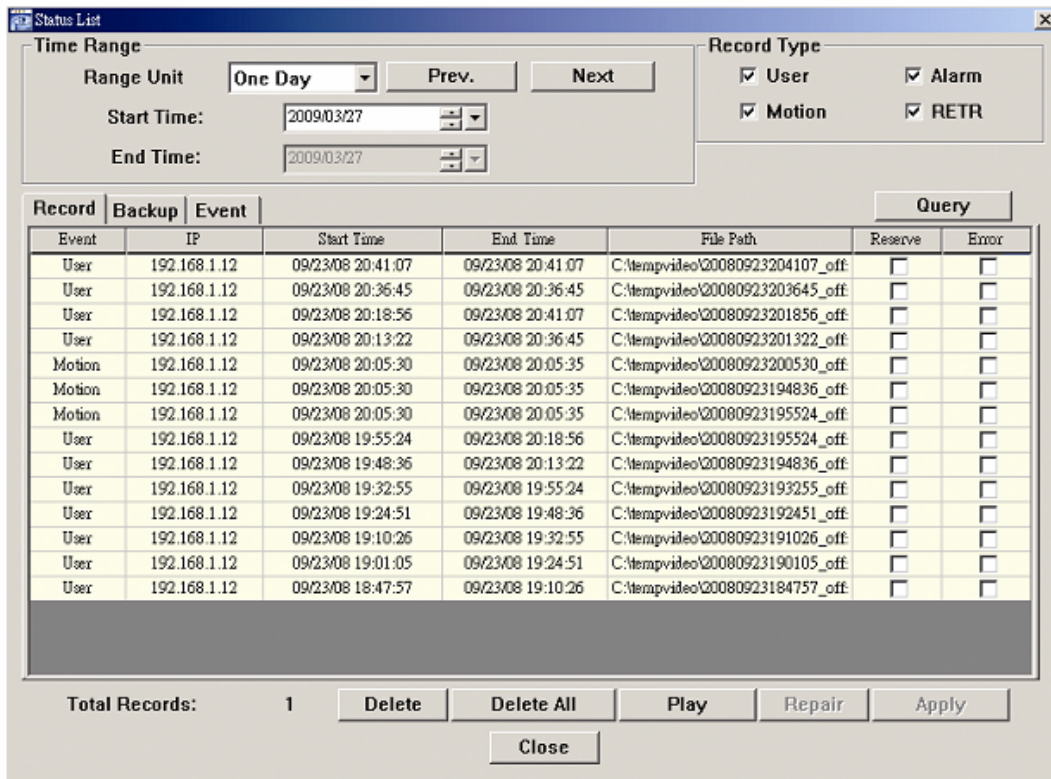 Status List
Time Range
Range Unit One Day Prev. Next
Start Time: 2009/03/27
End Time: 2009/03/27
Record Type
User Alarm
Motion RETR
Record Backup Event Query
Event IP Start Time End Time File Path Reserve Error
User 192.168.1.12 09/23/08 20:41:07 09/23/08 20:41:07 C:\tempvideo\20080923204107_off:
User 192.168.1.12 09/23/08 20:36:45 09/23/08 20:36:45 C:\tempvideo\20080923203645_off:
User 192.168.1.12 09/23/08 20:18:56 09/23/08 20:41:07 C:\tempvideo\20080923201856_off:
User 192.168.1.12 09/23/08 20:13:22 09/23/08 20:36:45 C:\tempvideo\20080923201322_off:
Motion 192.168.1.12 09/23/08 20:05:30 09/23/08 20:05:35 C:\tempvideo\20080923200530_off:
Motion 192.168.1.12 09/23/08 20:05:30 09/23/08 20:05:35 C:\tempvideo\20080923194836_off:
Motion 192.168.1.12 09/23/08 20:05:30 09/23/08 20:05:35 C:\tempvideo\20080923195524_off:
User 192.168.1.12 09/23/08 19:55:24 09/23/08 20:18:56 C:\tempvideo\20080923195524_off:
User 192.168.1.12 09/23/08 19:48:36 09/23/08 20:13:22 C:\tempvideo\20080923194836_off:
User 192.168.1.12 09/23/08 19:32:55 09/23/08 19:55:24 C:\tempvideo\20080923193255_off:
User 192.168.1.12 09/23/08 19:24:51 09/23/08 19:48:36 C:\tempvideo\20080923192451_off:
User 192.168.1.12 09/23/08 19:10:26 09/23/08 19:32:55 C:\tempvideo\20080923191026_off:
User 192.168.1.12 09/23/08 19:01:05 09/23/08 19:24:51 C:\tempvideo\20080923190105_off:
User 192.168.1.12 09/23/08 18:47:57 09/23/08 19:10:26 C:\tempvideo\20080923184757_off:
Total Records: 1 Delete Delete All Play Repair Apply
Close